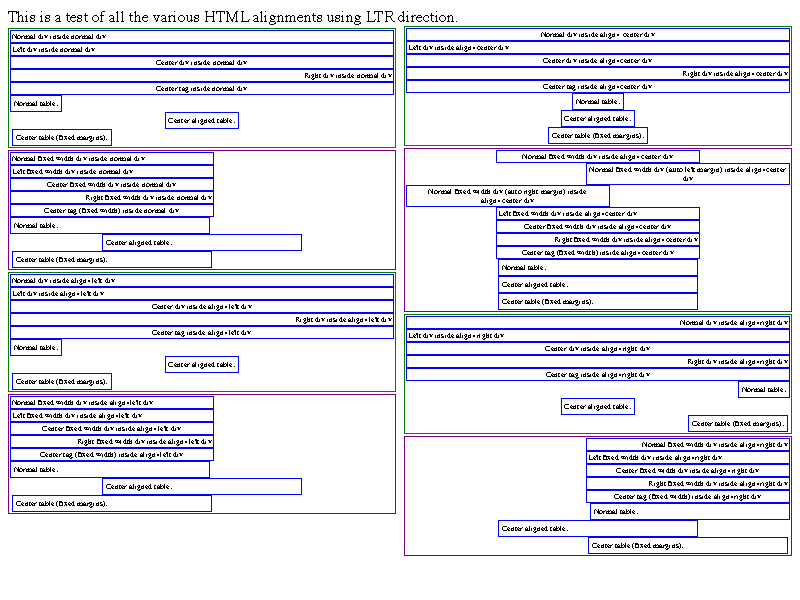 This is a test of all the various HTML alignments using LTR direction.
Normal div inside normal div
Left div inside normal div
Center div inside normal div
Right div inside normal div
Center tag inside normal div
Normal table.
Center aligned table.
Center table (fixed margins).
Normal fixed width div inside normal div
Left fixed width div inside normal div
Center fixed width div inside normal div
Right fixed width div inside normal div
Center tag (fixed width) inside normal div
Normal table.
Center aligned table.
Center table (fixed margins).
Normal div inside align=left div
Left div inside align=left div
Center div inside align=left div
Right div inside align=left div
Center tag inside align=left div
Normal table.
Center aligned table.
Center table (fixed margins).
Normal fixed width div inside align=left div
Left fixed width div inside align=left div
Center fixed width div inside align=left div
Right fixed width div inside align=left div
Center tag (fixed width) inside align=left div
Normal table.
Center aligned table.
Center table (fixed margins).
Normal div inside align=center div
Left div inside align=center div
Center div inside align=center div
Right div inside align=center div
Center tag inside align=center div
Normal table.
Center aligned table.
Center table (fixed margins).
Normal fixed width div inside align=center div
Normal fixed width div (auto left margin) inside align=center
div
Normal fixed width div (auto right margin) inside
align=center div
Left fixed width div inside align=center div
Center fixed width div inside align=center div
Right fixed width div inside align=center div
Center tag (fixed width) inside align=center div
Normal table.
Center aligned table.
Center table (fixed margins).
Normal div inside align=right div
Left div inside align=right div
Center div inside align=right div
Right div inside align=right div
Center tag inside align=right div
Normal table.
Center aligned table.
Center table (fixed margins).
Normal fixed width div inside align=right div
Left fixed width div inside align=right div
Center fixed width div inside align=right div
Right fixed width div inside align=right div
Center tag (fixed width) inside align=right div
Normal table.
Center aligned table.
Center table (fixed margins).